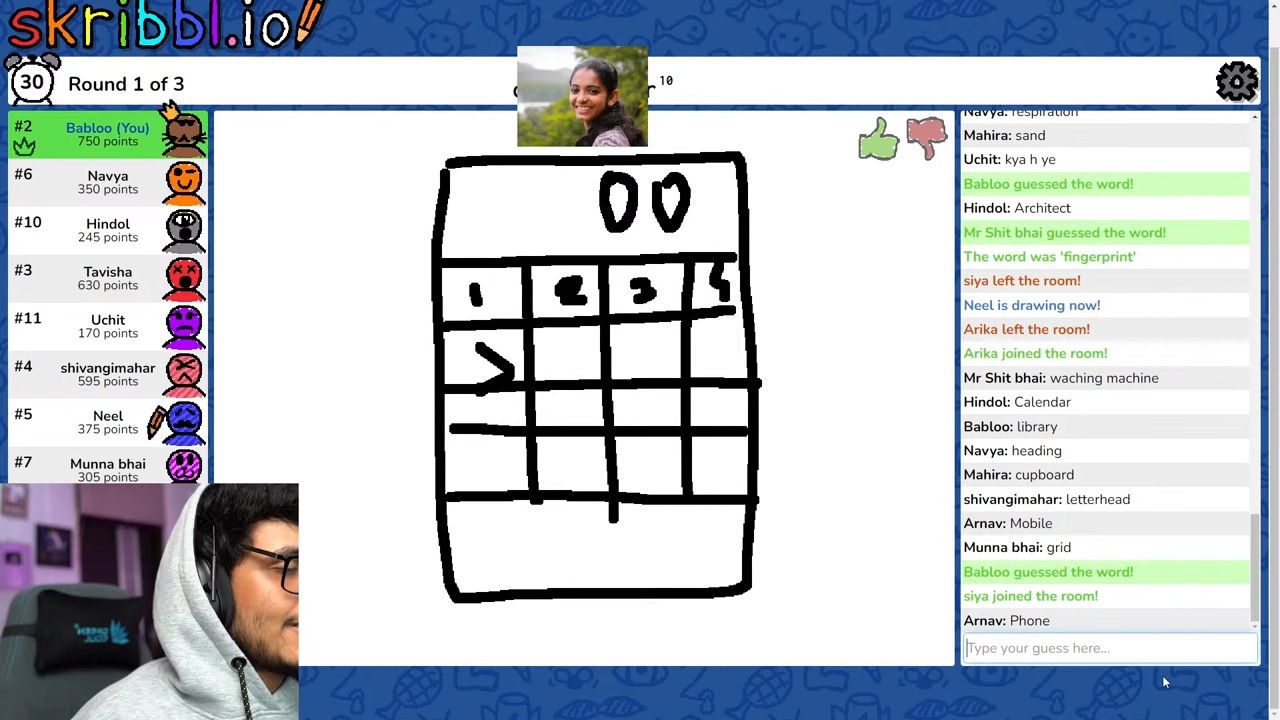 skribbl.io
30
Round 1 of 3
10
#2
Babloo (You)
750 points
#6
Navya
350 points
#10
Hindol
245 points
#3
Tavisha
630 points
#11
Uchit
170 points
#4
shivangimahar
595 points
#5
Neel
375 points
#7
Munna bhai
305 points
00
1 2 3 4
>
Navya: respiration
Mahira: sand
Uchit: kya h ye
Babloo guessed the word!
Hindol: Architect
Mr Shit bhai guessed the word!
The word was 'fingerprint'
siya left the room!
Neel is drawing now!
Arika left the room!
Arika joined the room!
Mr Shit bhai: waching machine
Hindol: Calendar
Babloo: library
Navya: heading
Mahira: cupboard
shivangimahar: letterhead
Arnav: Mobile
Munna bhai: grid
Babloo guessed the word!
siya joined the room!
Arnav: Phone
Type your guess here...